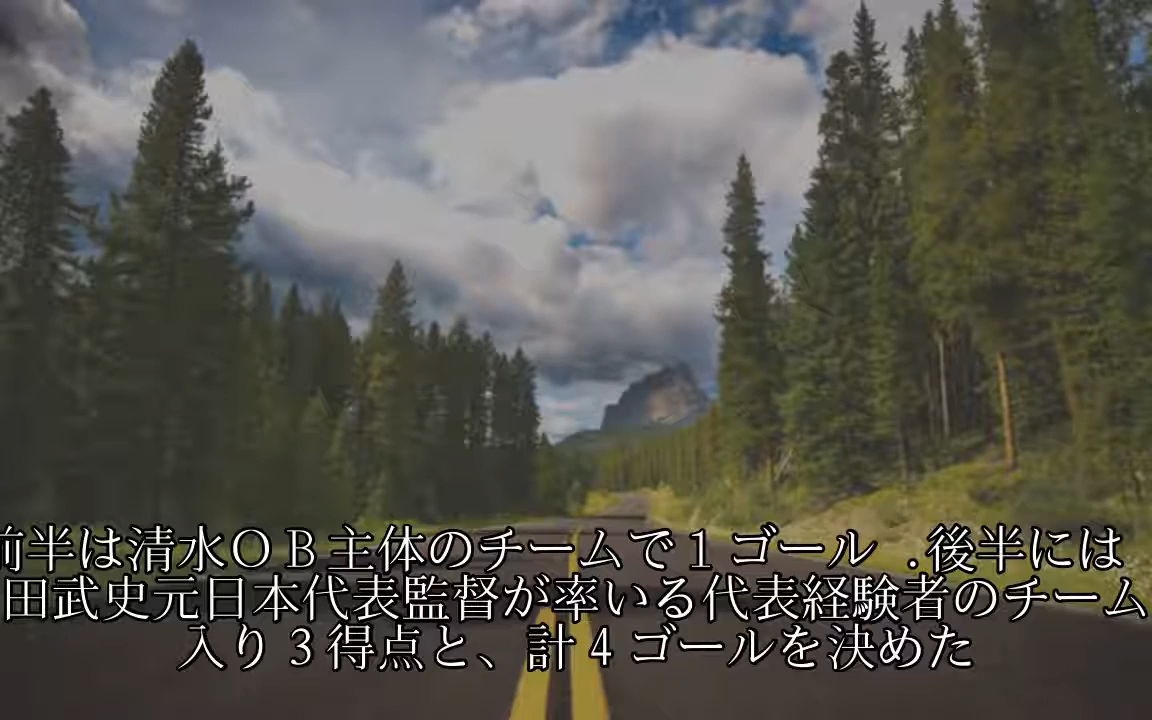 前半は清水ＯＢ主体のチームで１ゴール .後半には
田武史元日本代表監督が率いる代表経験者のチーム
入り３得点と、計４ゴールを決めた